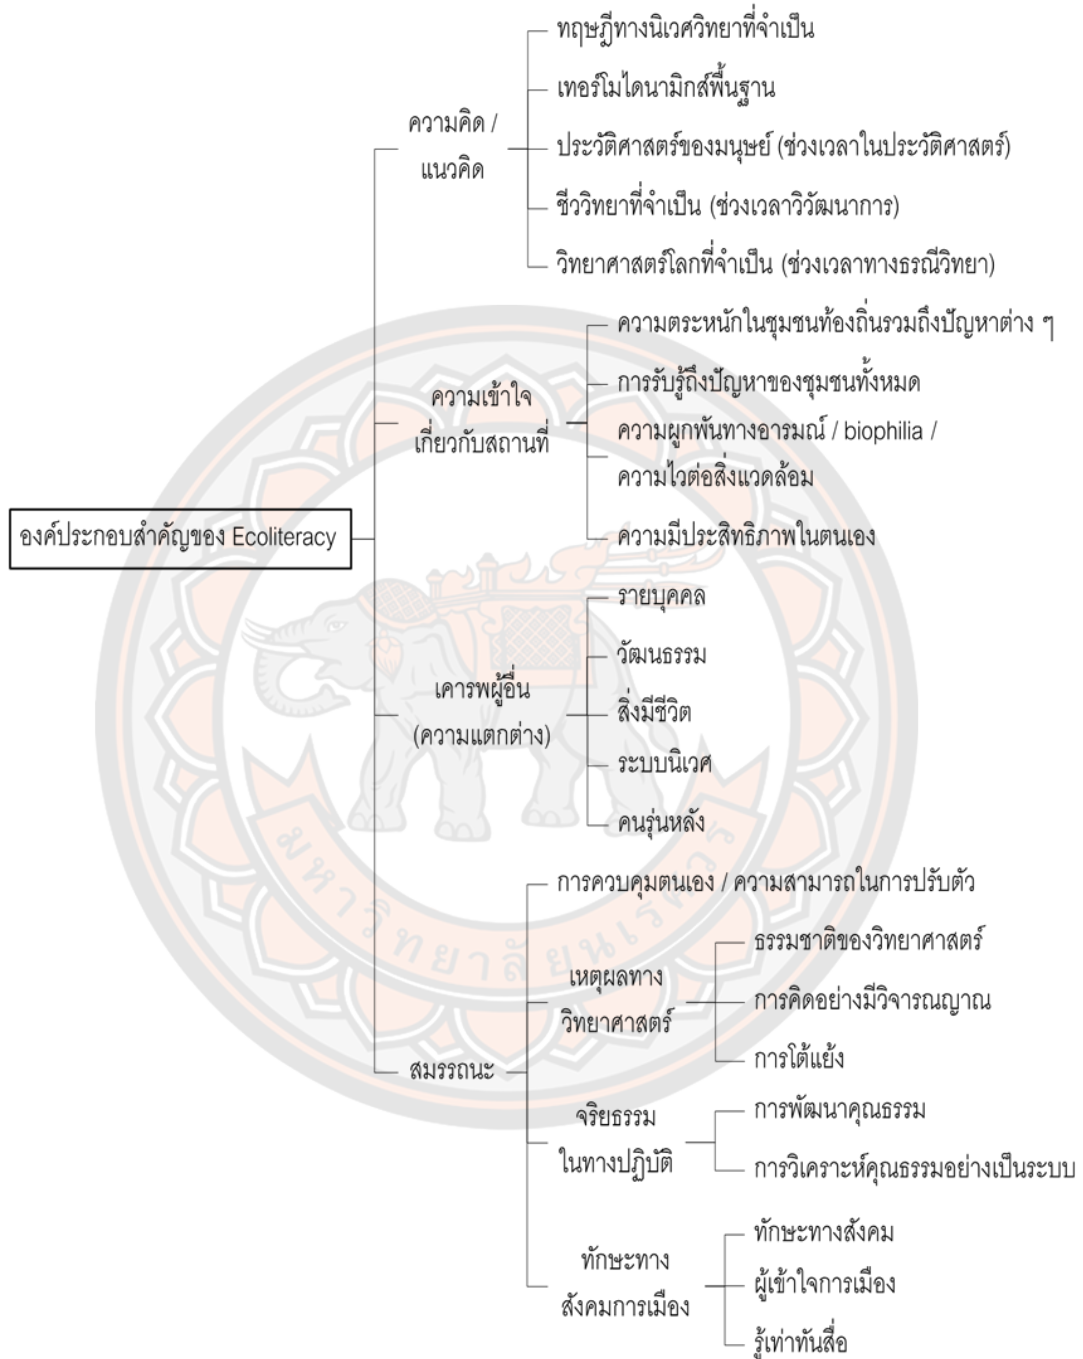 ทฤษฎีทางนิเวศวิทยาที่จำเป็น
เทอร์โมไดนามิกส์พื้นฐาน
ความคิด /
แนวคิด
ประวัติศาสตร์ของมนุษย์ (ช่วงเวลาในประวัติศาสตร์)
ชีววิทยาที่จำเป็น (ช่วงเวลาวิวัฒนาการ)
วิทยาศาสตร์โลกที่จำเป็น (ช่วงเวลาทางธรณีวิทยา)
ความตระหนักในชุมชนท้องถิ่นรวมถึงปัญหาต่าง ๆ
การรับรู้ถึงปัญหาของชุมชนทั้งหมด
ความเข้าใจ
เกี่ยวกับสถานที่
ความผูกพันทางอารมณ์ / biophilia /
ความไวต่อสิ่งแวดล้อม
ความมีประสิทธิภาพในตนเอง
องค์ประกอบสำคัญของ Ecoliteracy
รายบุคคล
วัฒนธรรม
เคารพผู้อื่น
(ความแตกต่าง)
สิ่งมีชีวิต
ระบบนิเวศ
คนรุ่นหลัง
มหาวิทยาลัยนเรศวร
การควบคุมตนเอง / ความสามารถในการปรับตัว
ธรรมชาติของวิทยาศาสตร์
เหตุผลทาง
วิทยาศาสตร์
การคิดอย่างมีวิจารณญาณ
การโต้แย้ง
สมรรถนะ
จริยธรรม
ในทางปฏิบัติ
การพัฒนาคุณธรรม
การวิเคราะห์คุณธรรมอย่างเป็นระบบ
ทักษะทางสังคม
ทักษะทาง
สังคมการเมือง
ผู้เข้าใจการเมือง
รู้เท่าทันสื่อ